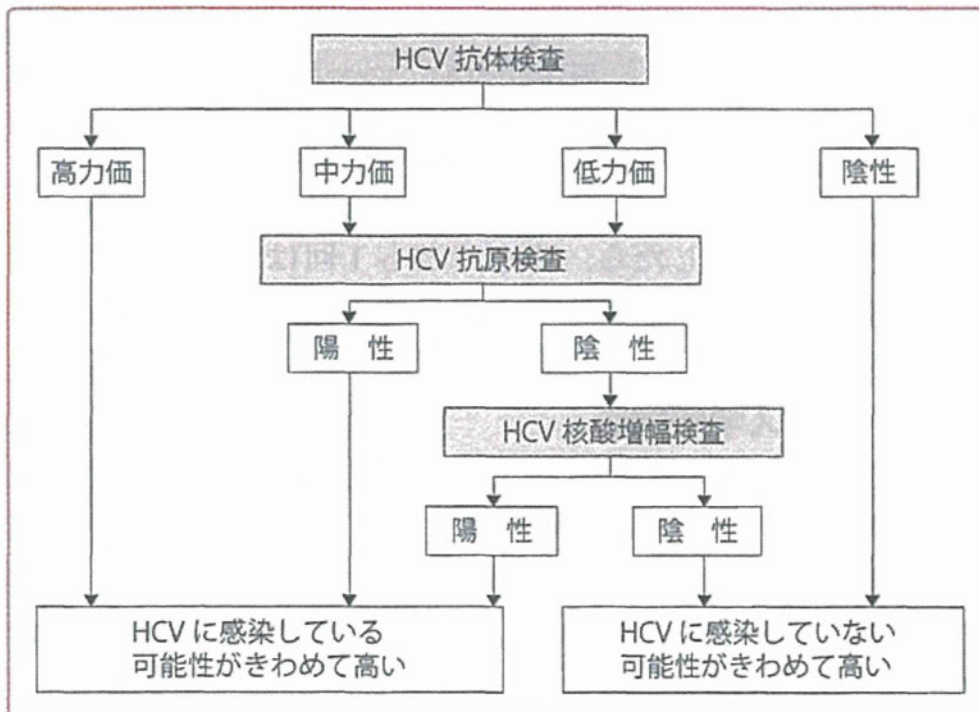 HCV 抗体検査
高力価
中力価
低力価
陰性
HCV 抗原検査
陽 性
陰 性
HCV 核酸増幅検査
陽 性
陰 性
HCV に感染している
可能性がきわめて高い
HCV に感染していない
可能性がきわめて高い